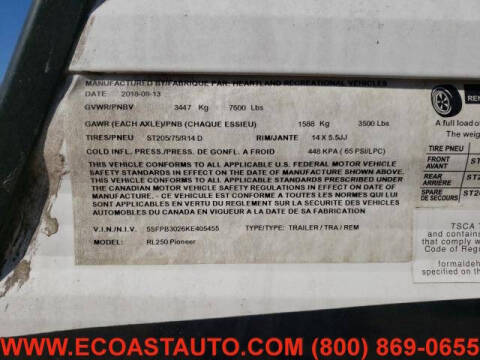 MANUFACTURED BY/FABRIQUE PAR: HEARTLAND RECREATIONAL VEHICLES
DATE 2018-09-13
GVWR/PNBV 3447 Kg 7600 Lbs
GAWR (EACH AXLE)/PNB (CHAQUE ESSIEU) 1588 Kg 3500 Lbs
TIRES/PNEU ST205/75/R14 D RIM/JANTE 14 X 5.5JJ
COLD INFL. PRESS./PRESS. DE GONFL. A FROID 448 KPA ( 65 PSI/LPC)
THIS VEHICLE CONFORMS TO ALL APPLICABLE U.S. FEDERAL MOTOR VEHICLE
SAFETY STANDARDS IN EFFECT ON THE DATE OF MANUFACTURE SHOWN ABOVE.
THIS VEHICLE CONFORMS TO ALL APPLICABLE STANDARDS PRESCRIBED UNDER
THE CANADIAN MOTOR VEHICLE SAFETY REGULATIONS IN EFFECT ON DATE OF
MANUFACTURE. - CE VEHICULE EST CONFORME A TOUTES LES NORMES QUI LUI
SONT APPLICABLES EN VERTU DU REGLEMENT SUR LA SECURITE DES VEHICULES
AUTOMOBILES DU CANADA EN VIGUEUR A LA DATE DE SA FABRICATION.
V.I.N./N.I.V. 5SFPB3026KE405455 TYPE/TYPE: TRAILER / TRA / REM
MODEL: RL250 Pioneer
REN
A full load of
The weig
TIRE PNEU
FRONT
AVANT ST
REAR
ARRIÈRE ST2
SPARE
DE SECOURS ST20
TSCA T
that comply w
Code of Regu
formaldeh
specified on th
WWW.ECOASTAUTO.COM (800) 869-0655